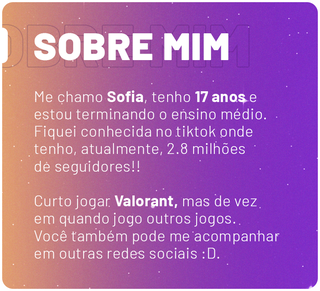 SOBRE MIM
Me chamo Sofia, tenho 17 anos e
estou terminando o ensino médio.
Fiquei conhecida no tiktok onde
tenho, atualmente, 2.8 milhões
de seguidores!!
Curto jogar Valorant, mas de vez
em quando jogo outros jogos.
Você também pode me acompanhar
em outras redes sociais :D.